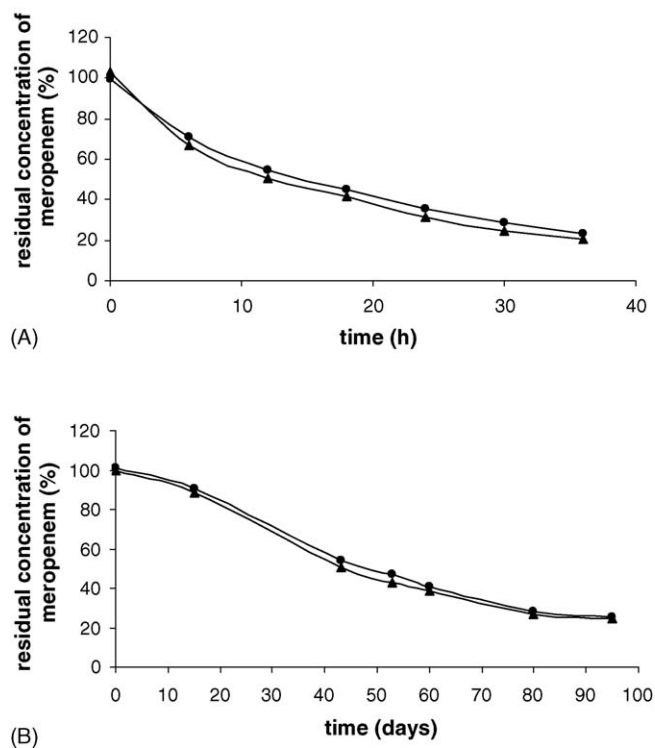 120
100
80
60
40
20
0
residual concentration of
meropenem (%)
0 10 20 30 40
time (h)
(A)
120
100
80
60
40
20
0
residual concentration of
meropenem (%)
0 10 20 30 40 50 60 70 80 90 100
time (days)
(B)